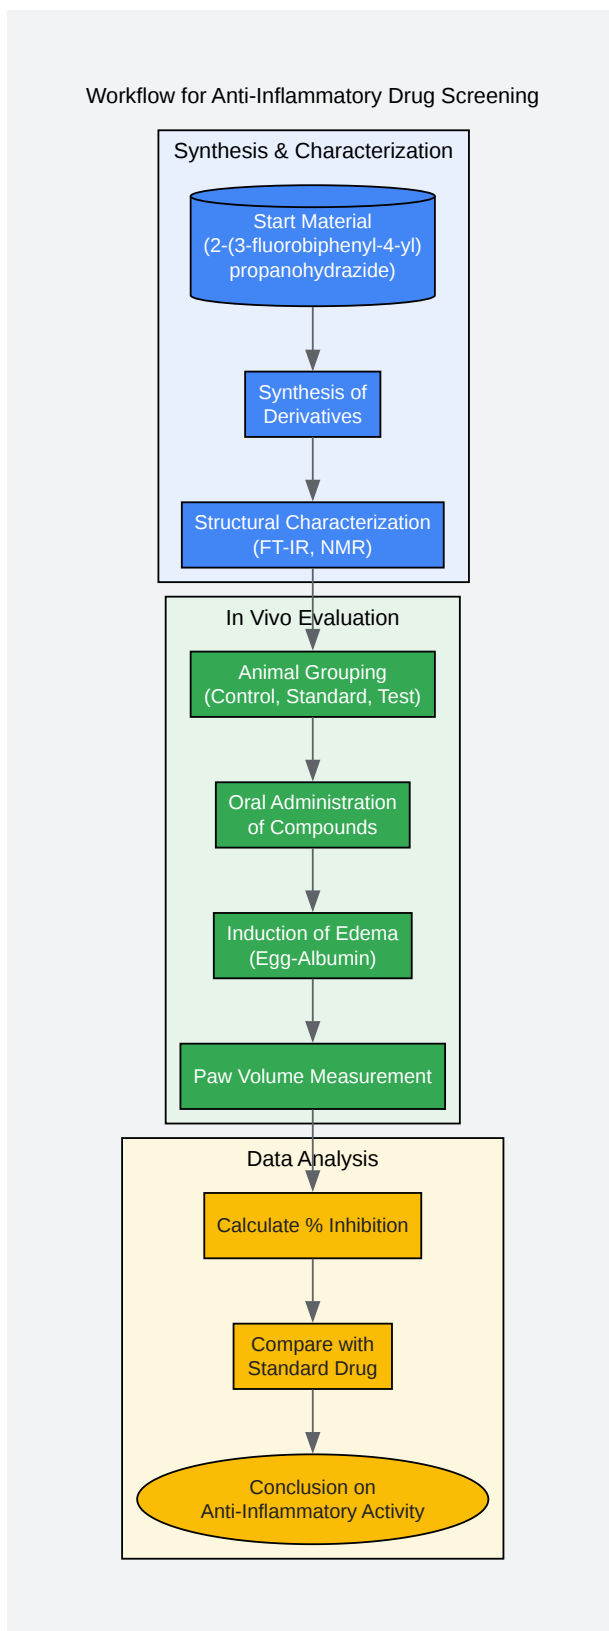 Workflow for Anti-Inflammatory Drug Screening
Synthesis & Characterization
Start Material
(2-(3-fluorobiphenyl-4-yl)
propanohydrazide)
Synthesis of
Derivatives
Structural Characterization
(FT-IR, NMR)
In Vivo Evaluation
Animal Grouping
(Control, Standard, Test)
Oral Administration
of Compounds
Induction of Edema
(Egg-Albumin)
Paw Volume Measurement
Data Analysis
Calculate % Inhibition
Compare with
Standard Drug
Conclusion on
Anti-Inflammatory Activity